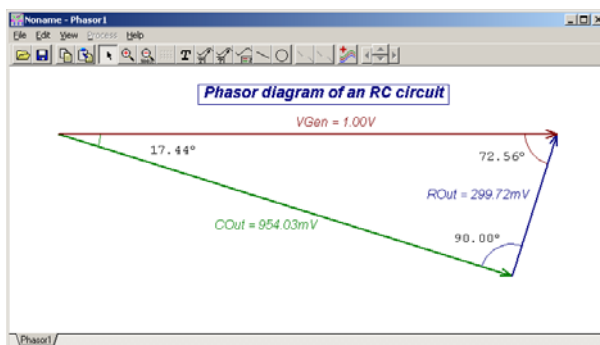 Noneame - Phasor1
File Edit View Process Help
T
Phasor diagram of an RC circuit
VGen = 1.00V
17.44°
72.56°
ROut = 299.72mV
COut = 954.03mV
90.00°
Phasor1